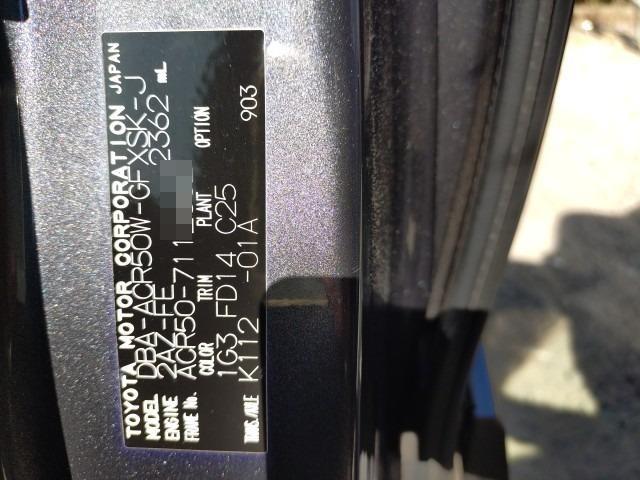 TOYOTA MOTOR CORPORATION JAPAN
MODEL DBA-ACR50W-GFXSK-J
ENGINE 2AZ-FE 2362 mL
FRAME No. ACR50-711
COLOR TRIM PLANT OPTION
1G3 FD14 C25 903
TRANS./AXLE K112 -01A